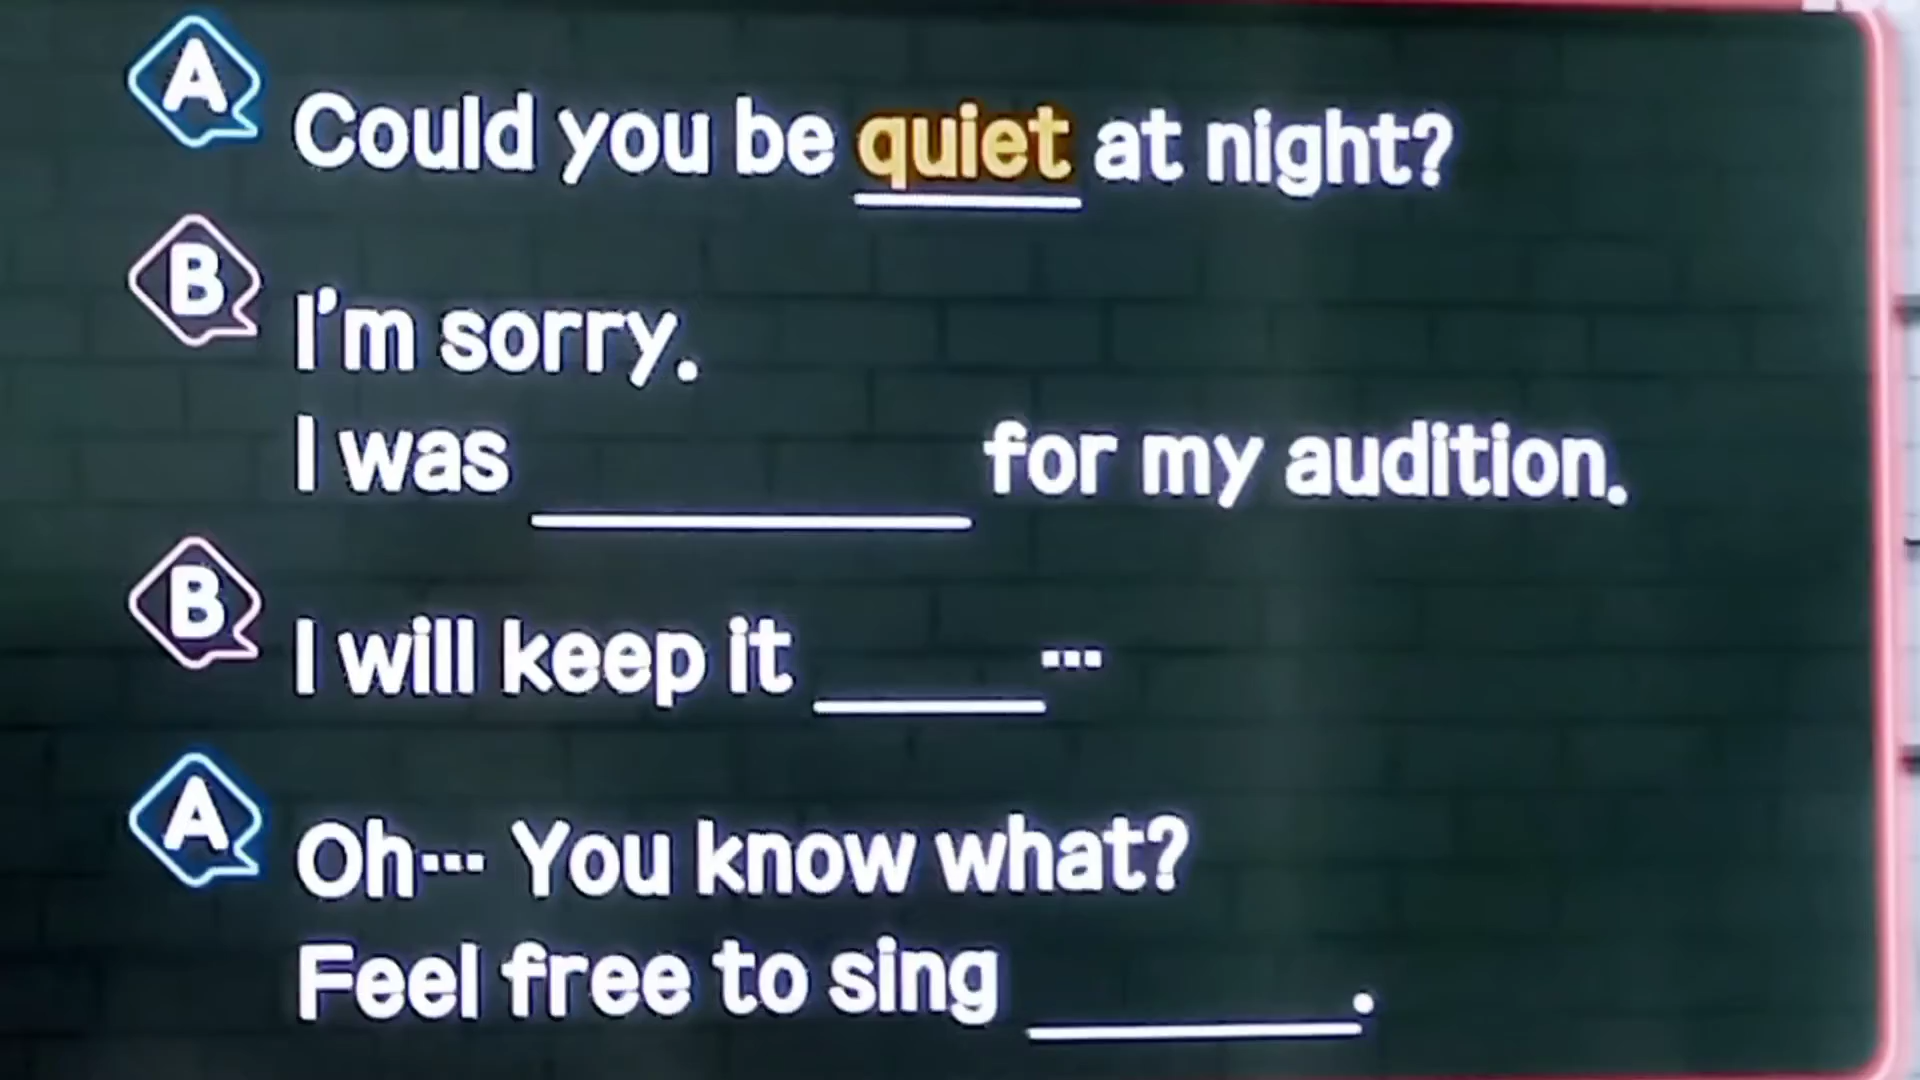 A
Could you be quiet at night?
B
I'm sorry.
I was ________ for my audition.
B
I will keep it ____…
A
Oh… You know what?
Feel free to sing ______.